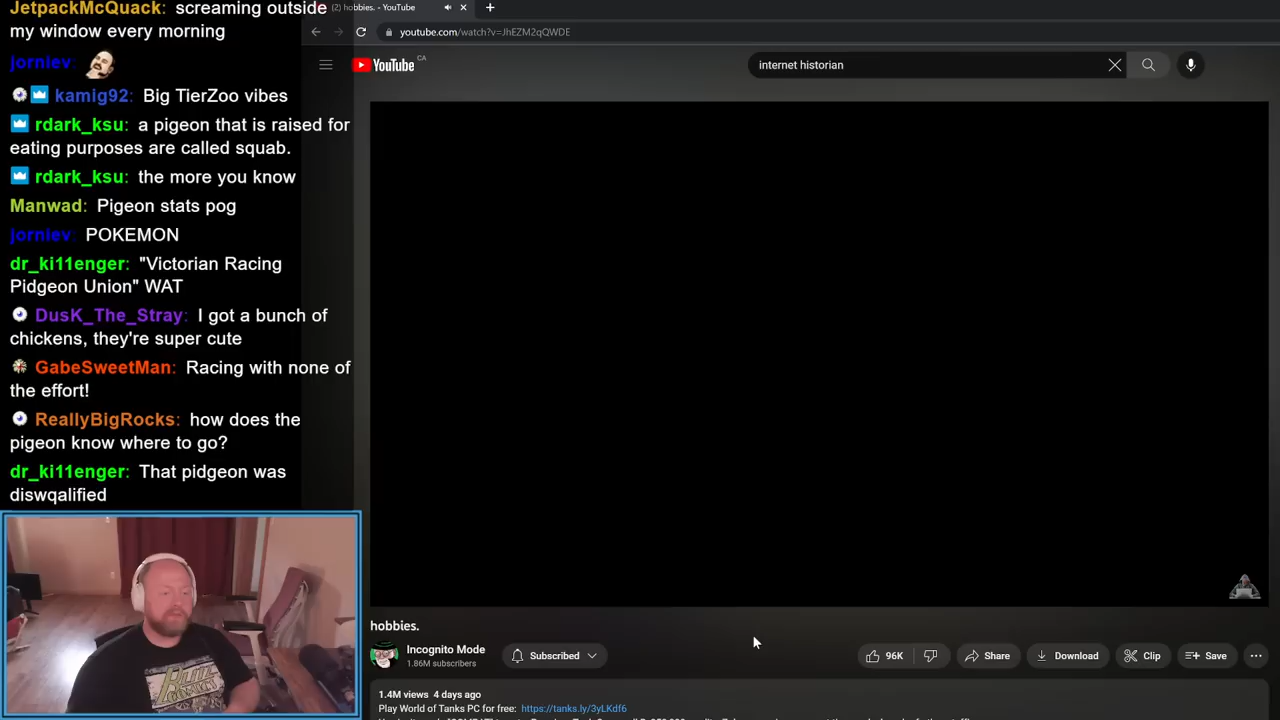 JetpackMcQuack: screaming outside
my window every morning
jorniev:
kamig92: Big TierZoo vibes
rdark_ksu: a pigeon that is raised for
eating purposes are called squab.
rdark_ksu: the more you know
Manwad: Pigeon stats pog
jorniev: POKEMON
dr_ki11enger: "Victorian Racing
Pidgeon Union" WAT
DusK_The_Stray: I got a bunch of
chickens, they're super cute
GabeSweetMan: Racing with none of
the effort!
ReallyBigRocks: how does the
pigeon know where to go?
dr_ki11enger: That pidgeon was
diswqalified
(2) hobbies. - YouTube
youtube.com/watch?v=JhEZM2qQWDE
YouTube CA
internet historian
hobbies.
Incognito Mode
1.86M subscribers
Subscribed
96K
Share
Download
Clip
Save
1.4M views 4 days ago
Play World of Tanks PC for free: https://tanks.ly/3yLKdf6